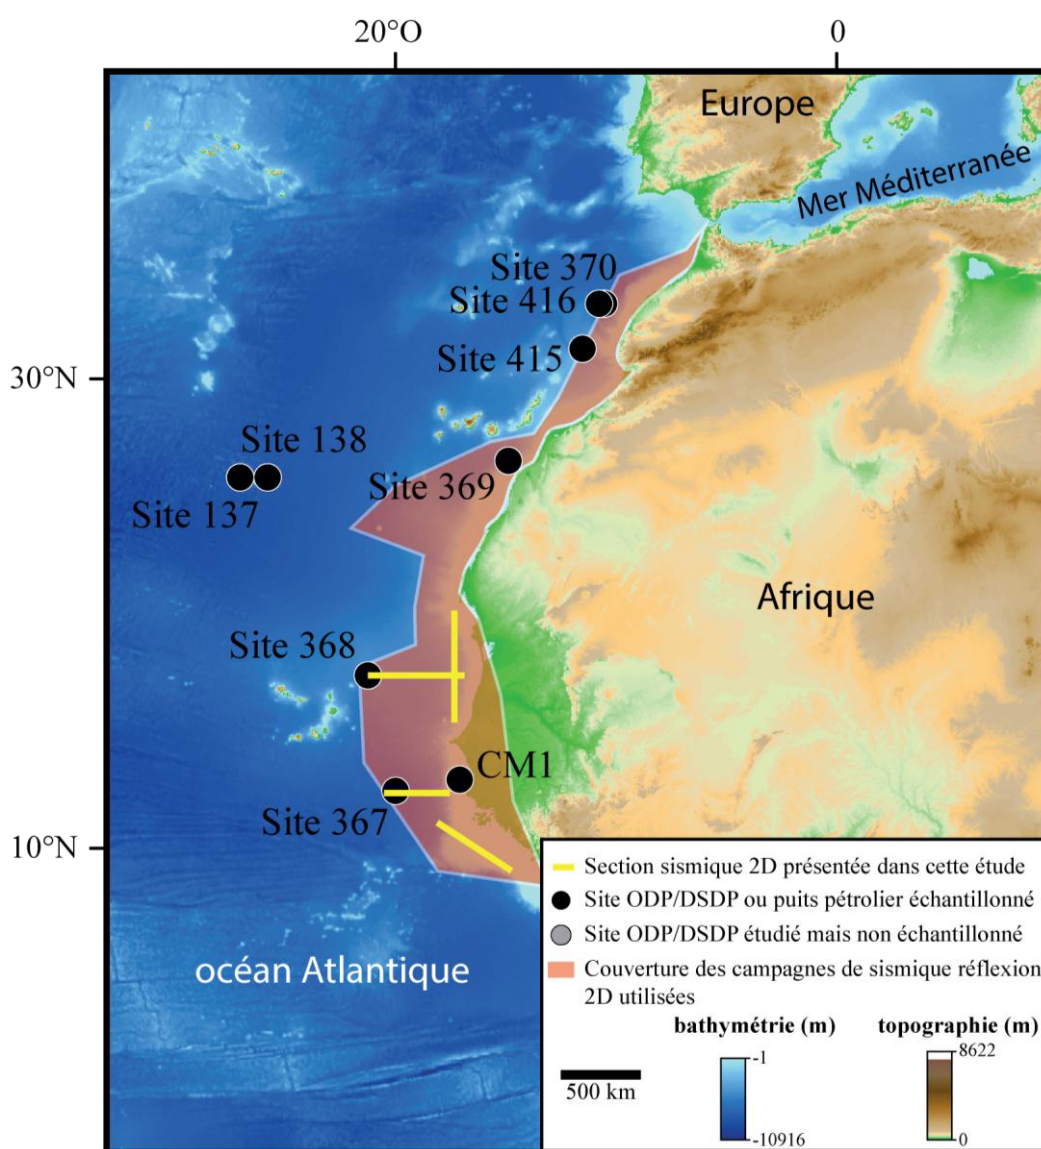 20°O
0
Europe
Mer Méditerranée
Site 370
Site 416
Site 415
30°N
Site 138
Site 369
Site 137
Afrique
Site 368
CM1
Site 367
10°N
océan Atlantique
Section sismique 2D présentée dans cette étude
Site ODP/DSDP ou puits pétrolier échantillonné
Site ODP/DSDP étudié mais non échantillonné
Couverture des campagnes de sismique réflexion
2D utilisées
bathymétrie (m)
topographie (m)
-1
8622
500 km
-10916
0